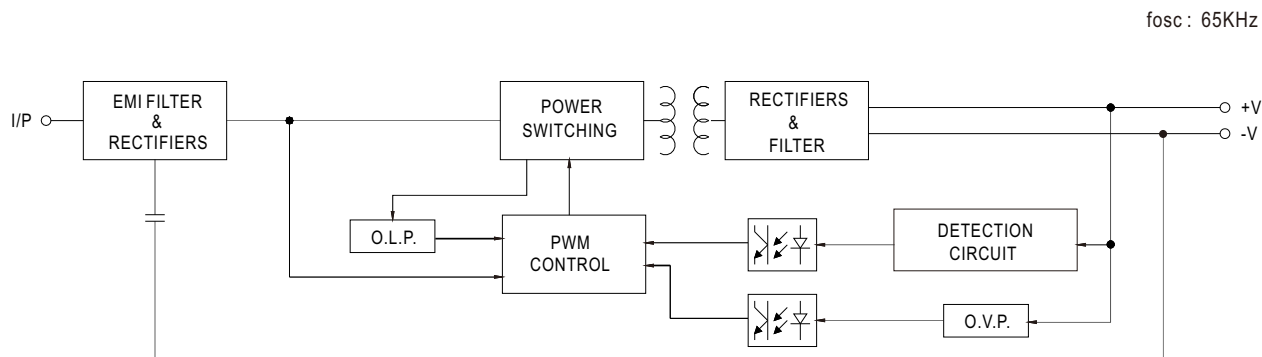 fosc : 65KHz
I/P
EMI FILTER
&
RECTIFIERS
POWER
SWITCHING
RECTIFIERS
&
FILTER
+V
-V
O.L.P.
PWM
CONTROL
DETECTION
CIRCUIT
O.V.P.